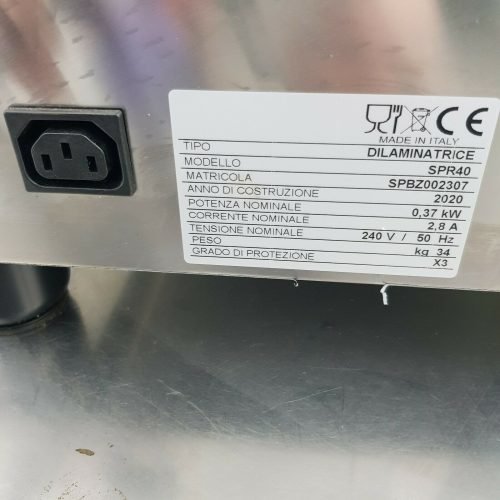 CE
MADE IN ITALY
TIPO DILAMINATRICE
MODELLO SPR40
MATRICOLA SPBZ002307
ANNO DI COSTRUZIONE 2020
POTENZA NOMINALE 0,37 kW
CORRENTE NOMINALE 2,8 A
TENSIONE NOMINALE 240 V / 50 Hz
PESO kg 34
GRADO DI PROTEZIONE X3